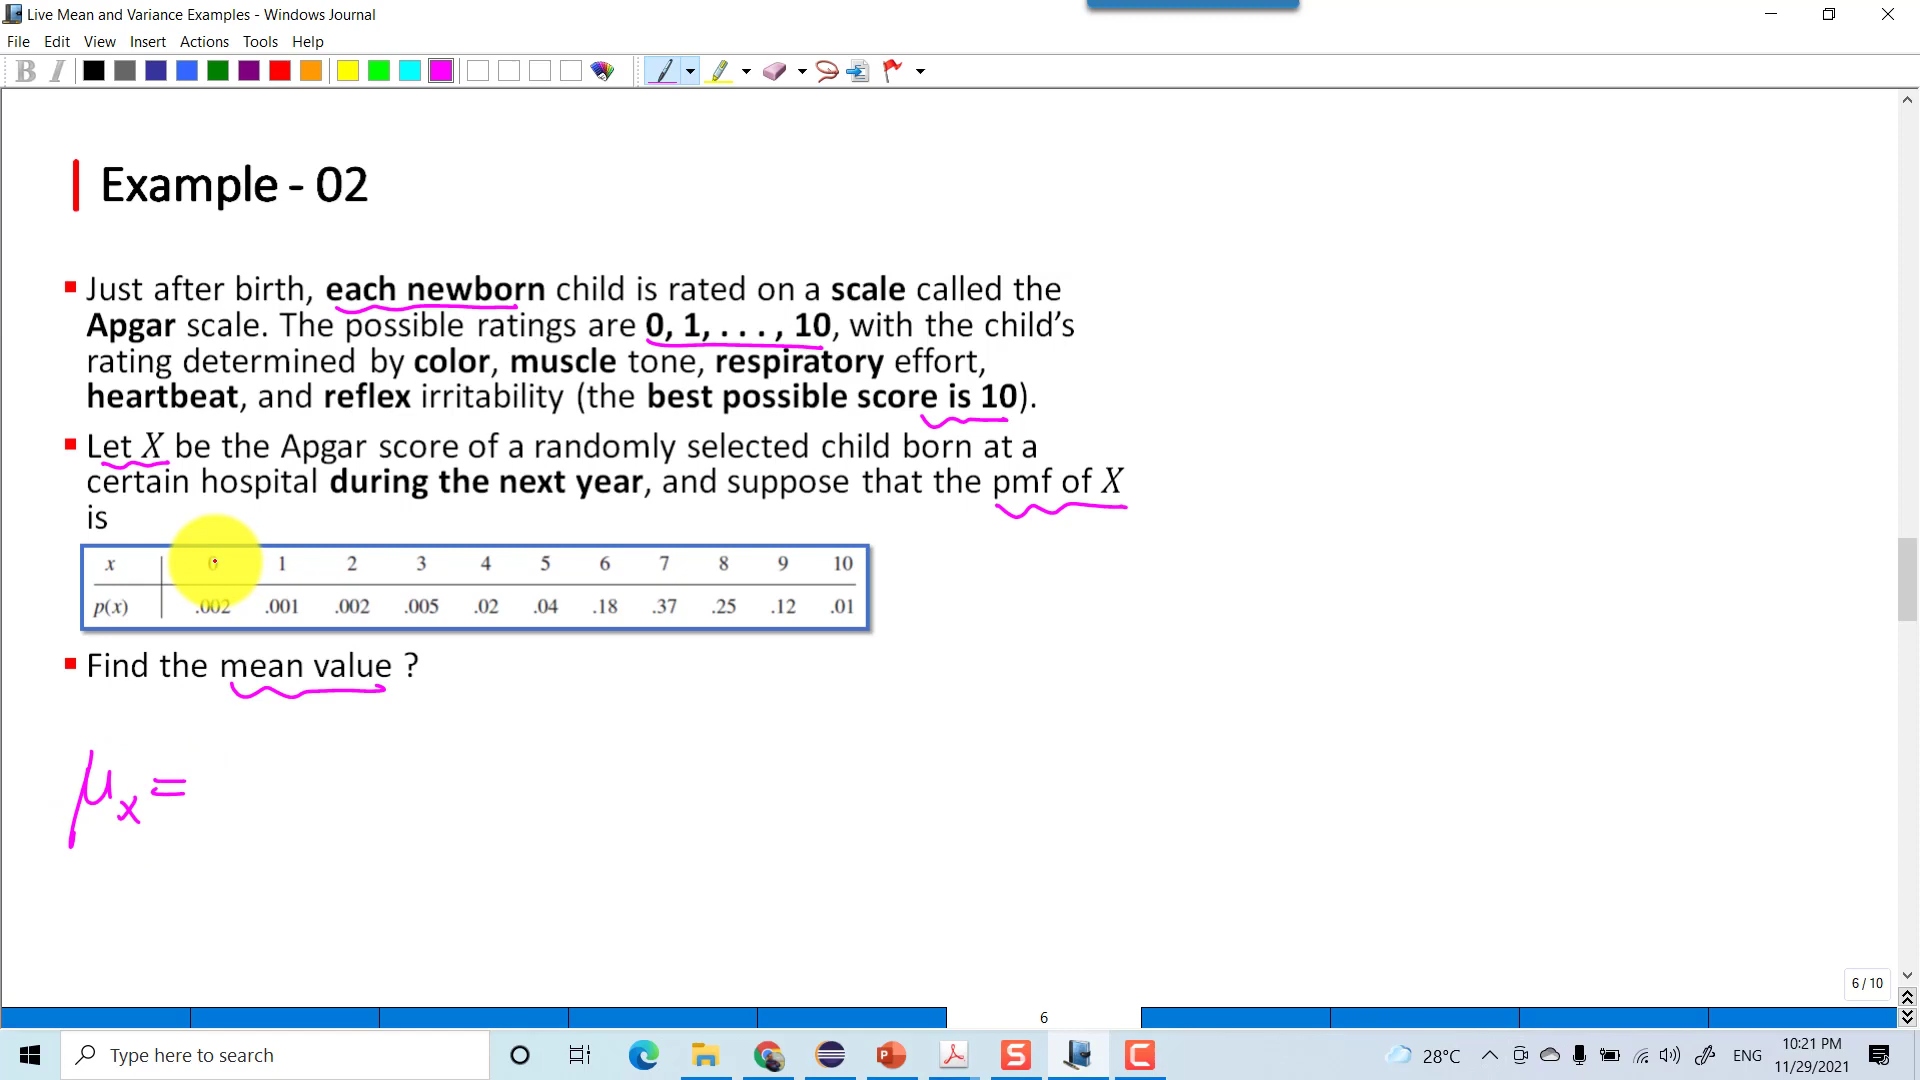 Live Mean and Variance Examples - Windows Journal
File Edit View Insert Actions Tools Help
B I
Example - 02
Just after birth, each newborn child is rated on a scale called the
Apgar scale. The possible ratings are 0, 1, . . . , 10, with the child's
rating determined by color, muscle tone, respiratory effort,
heartbeat, and reflex irritability (the best possible score is 10).
Let X be the Apgar score of a randomly selected child born at a
certain hospital during the next year, and suppose that the pmf of X
is
x 0 1 2 3 4 5 6 7 8 9 10
p(x) .002 .001 .002 .005 .02 .04 .18 .37 .25 .12 .01
Find the mean value ?
μx =
6 / 10
6
Type here to search
28°C
ENG
10:21 PM
11/29/2021